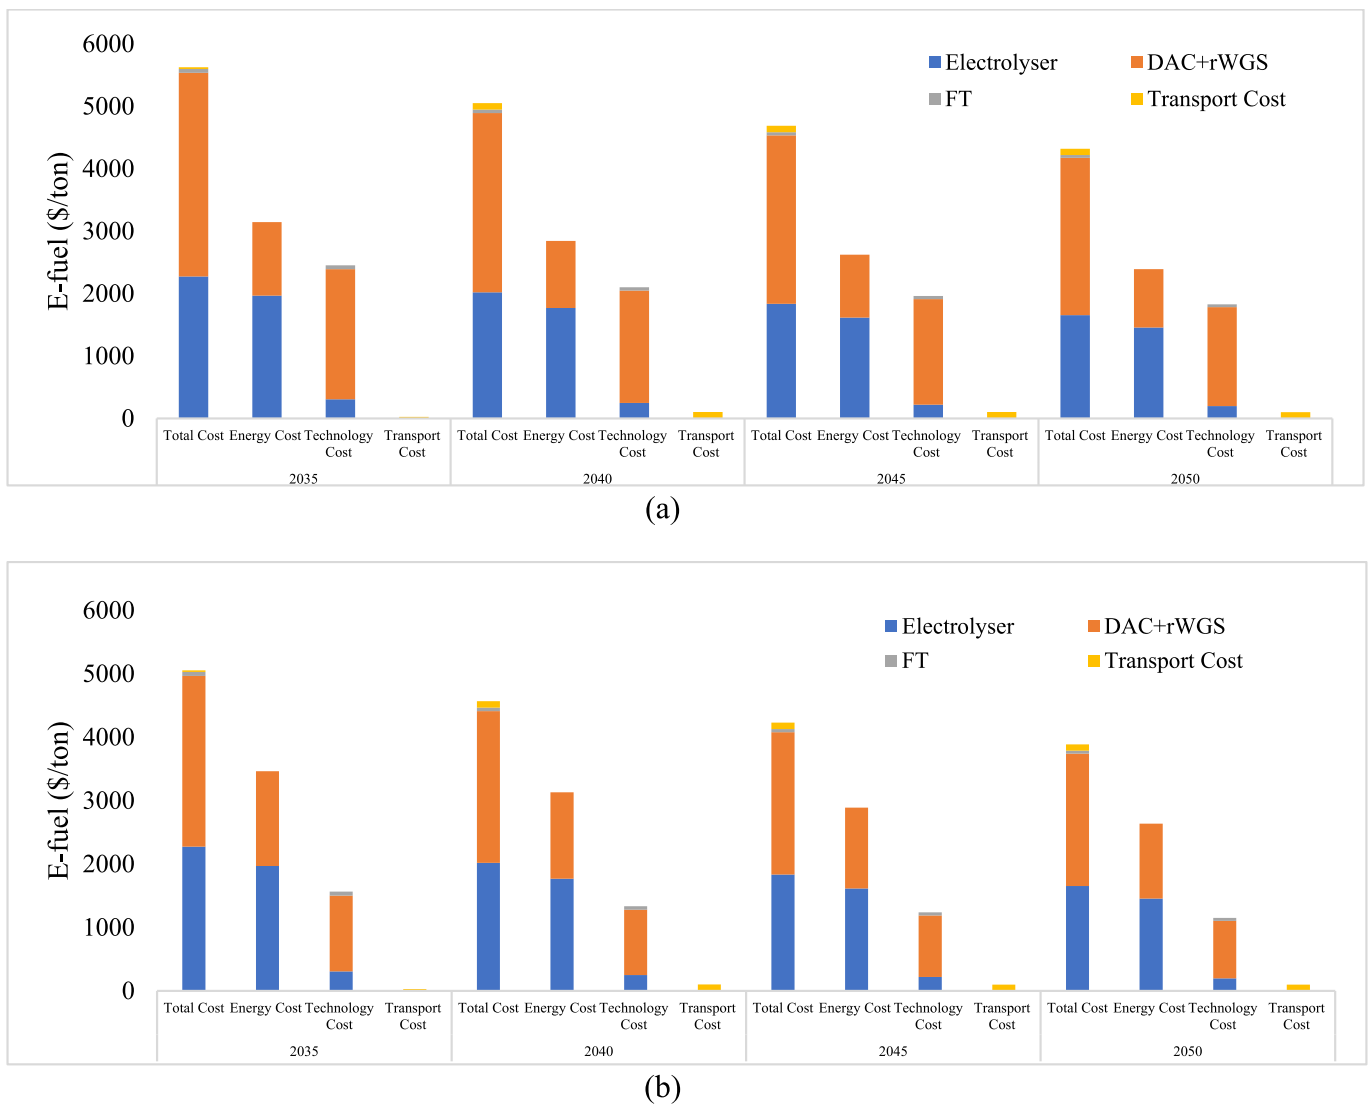 6000
5000
4000
3000
2000
1000
0
E-fuel ($/ton)
Electrolyser
DAC+rWGS
FT
Transport Cost
Total Cost Energy Cost Technology Transport
Cost Cost
2035
Total Cost Energy Cost Technology Transport
Cost Cost
2040
Total Cost Energy Cost Technology Transport
Cost Cost
2045
Total Cost Energy Cost Technology Transport
Cost Cost
2050
(a)
6000
5000
4000
3000
2000
1000
0
E-fuel ($/ton)
Electrolyser
DAC+rWGS
FT
Transport Cost
Total Cost Energy Cost Technology Transport
Cost Cost
2035
Total Cost Energy Cost Technology Transport
Cost Cost
2040
Total Cost Energy Cost Technology Transport
Cost Cost
2045
Total Cost Energy Cost Technology Transport
Cost Cost
2050
(b)